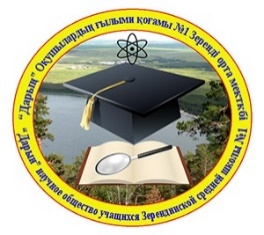 "Дарын" Оқушылардың ғылыми қоғамы №1 Зеренді орта мектебі
"Дарын" научное общество учащихся Зерендинской средней школы №1